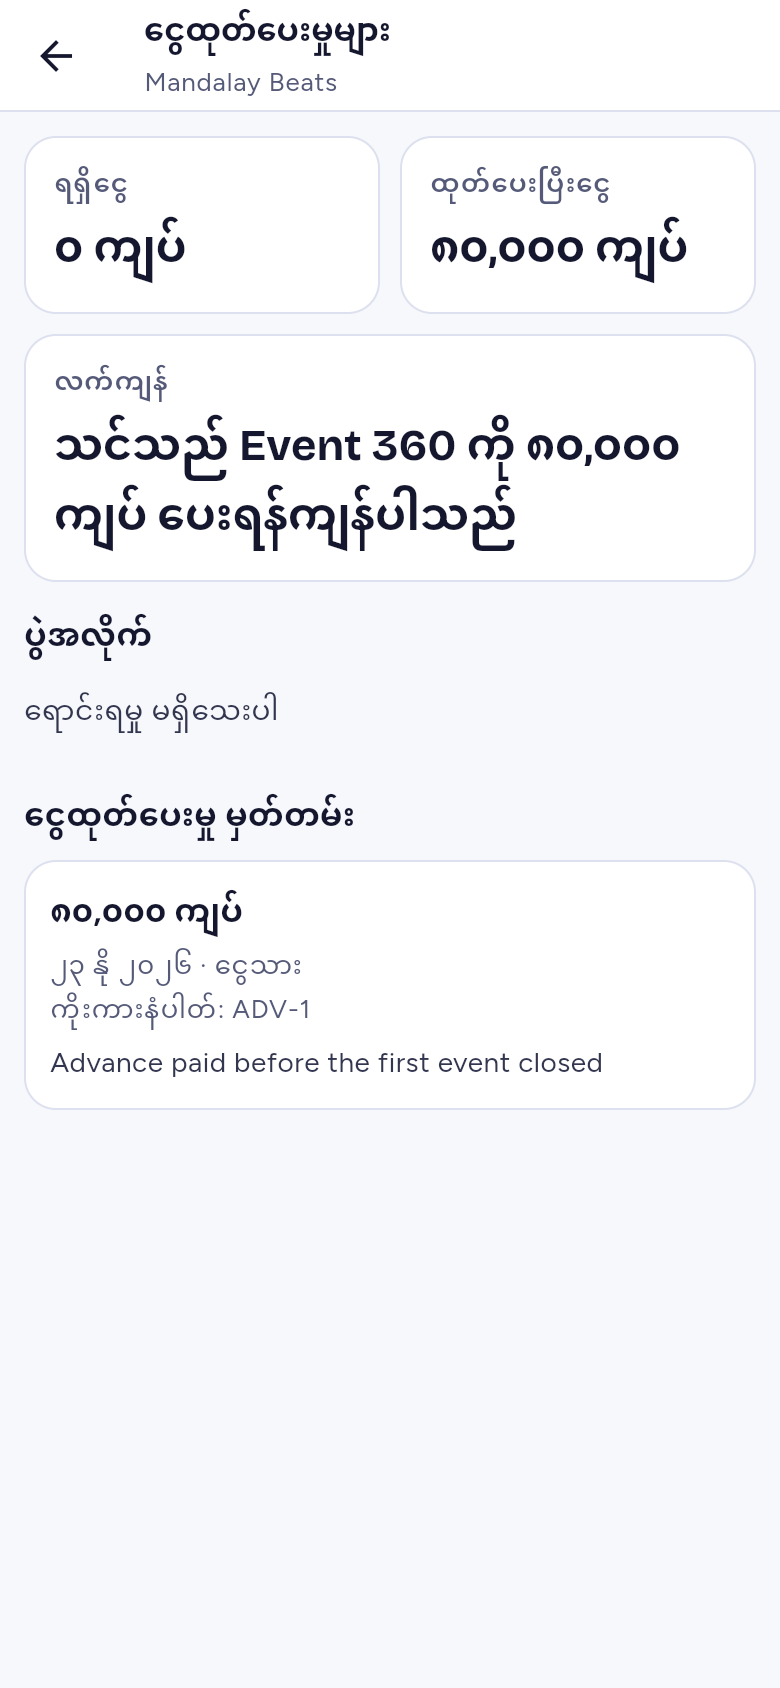 ငွေထုတ်ပေးမှုများ
Mandalay Beats
ရရှိငွေ
၀ ကျပ်
ထုတ်ပေးပြီးငွေ
၈၀,၀၀၀ ကျပ်
လက်ကျန်
သင်သည် Event 360 ကို ၈၀,၀၀၀
ကျပ် ပေးရန်ကျန်ပါသည်
ပွဲအလိုက်
ရောင်းရမှု မရှိသေးပါ
ငွေထုတ်ပေးမှု မှတ်တမ်း
၈၀,၀၀၀ ကျပ်
၂၃ နို ၂၀၂၆ · ငွေသား
ကိုးကားနံပါတ်: ADV-1
Advance paid before the first event closed